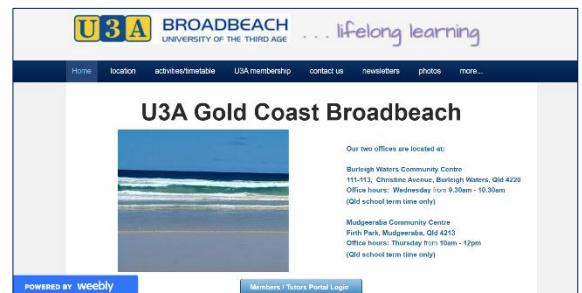 U3A BROADBEACH
UNIVERSITY OF THE THIRD AGE
. . . lifelong learning
Home location activities/timetable U3A membership contact us newsletters photos more...
U3A Gold Coast Broadbeach
Our two offices are located at:
Burleigh Waters Community Centre
111-113, Christine Avenue, Burleigh Waters, Qld 4220
Office hours: Wednesday from 9.30am - 10.30am
(Qld school term time only)
Mudgeeraba Community Centre
Firth Park, Mudgeeraba, Qld 4213
Office hours: Thursday from 10am - 12pm
(Qld school term time only)
Members / Tutors Portal Login
POWERED BY weebly